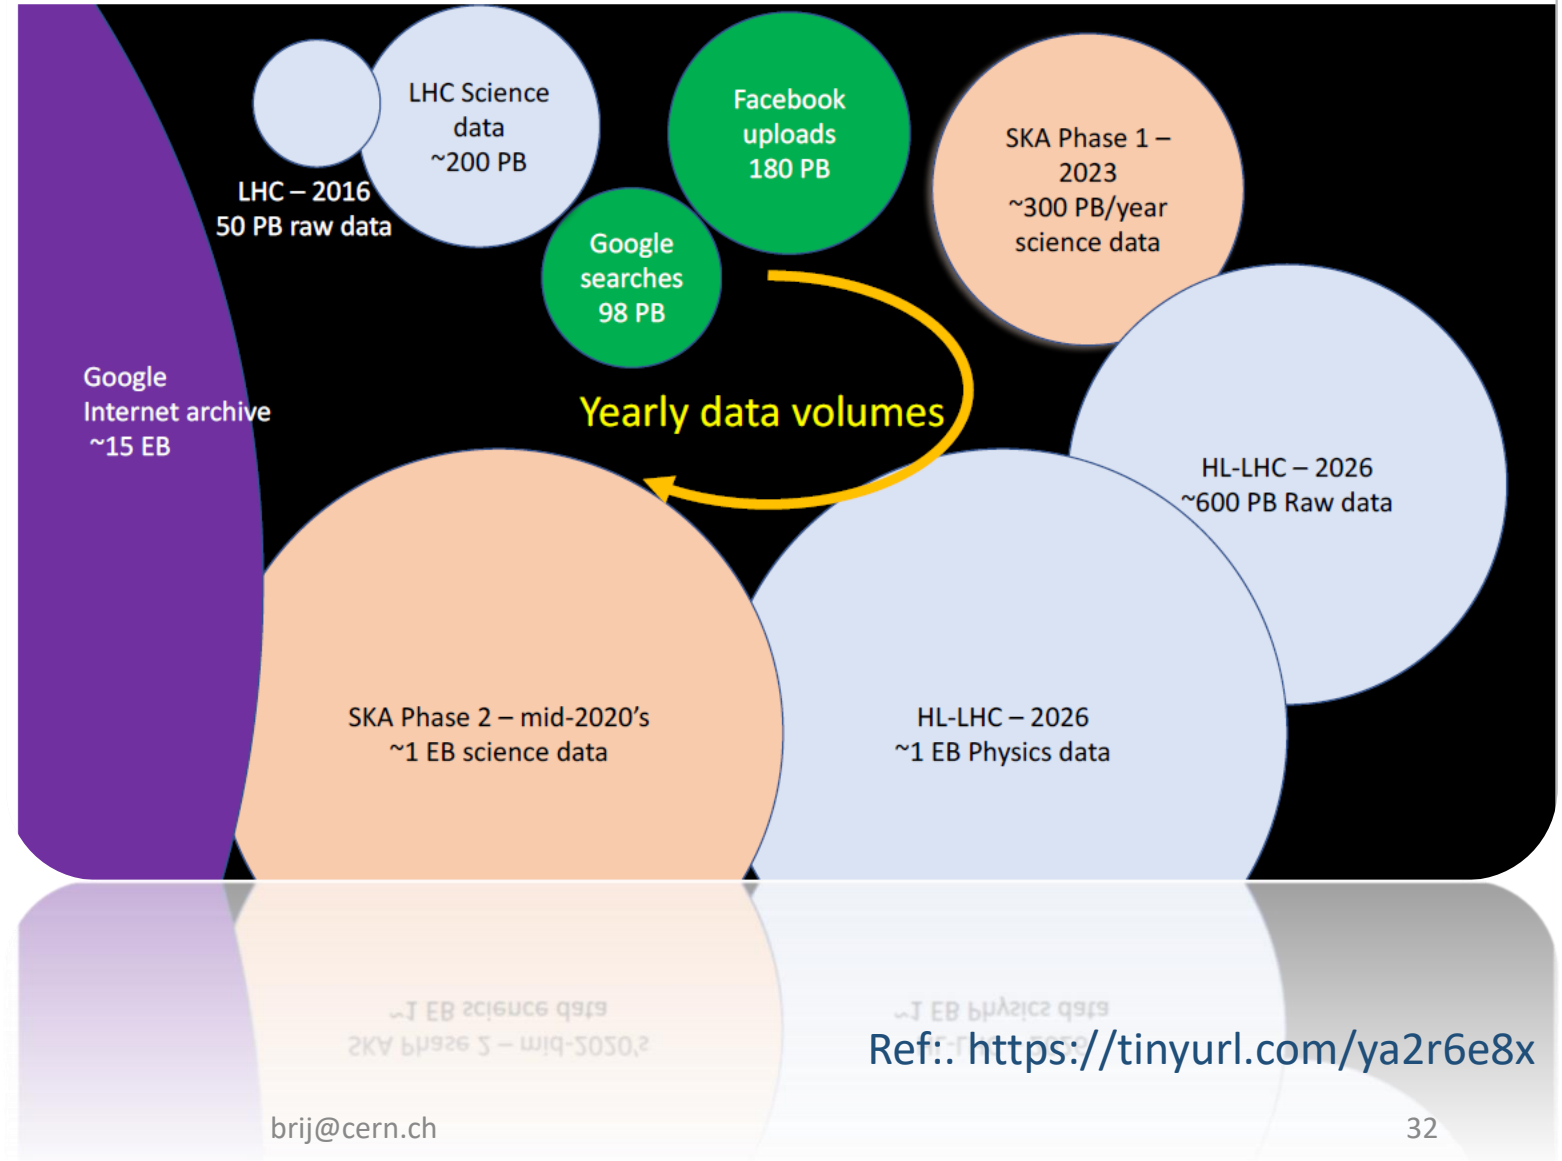 LHC Science
data
~200 PB
LHC – 2016
50 PB raw data
Facebook
uploads
180 PB
Google
searches
98 PB
SKA Phase 1 –
2023
~300 PB/year
science data
Google
Internet archive
~15 EB
Yearly data volumes
HL-LHC – 2026
~600 PB Raw data
SKA Phase 2 – mid-2020’s
~1 EB science data
HL-LHC – 2026
~1 EB Physics data
Ref:. https://tinyurl.com/ya2r6e8x
brij@cern.ch
32